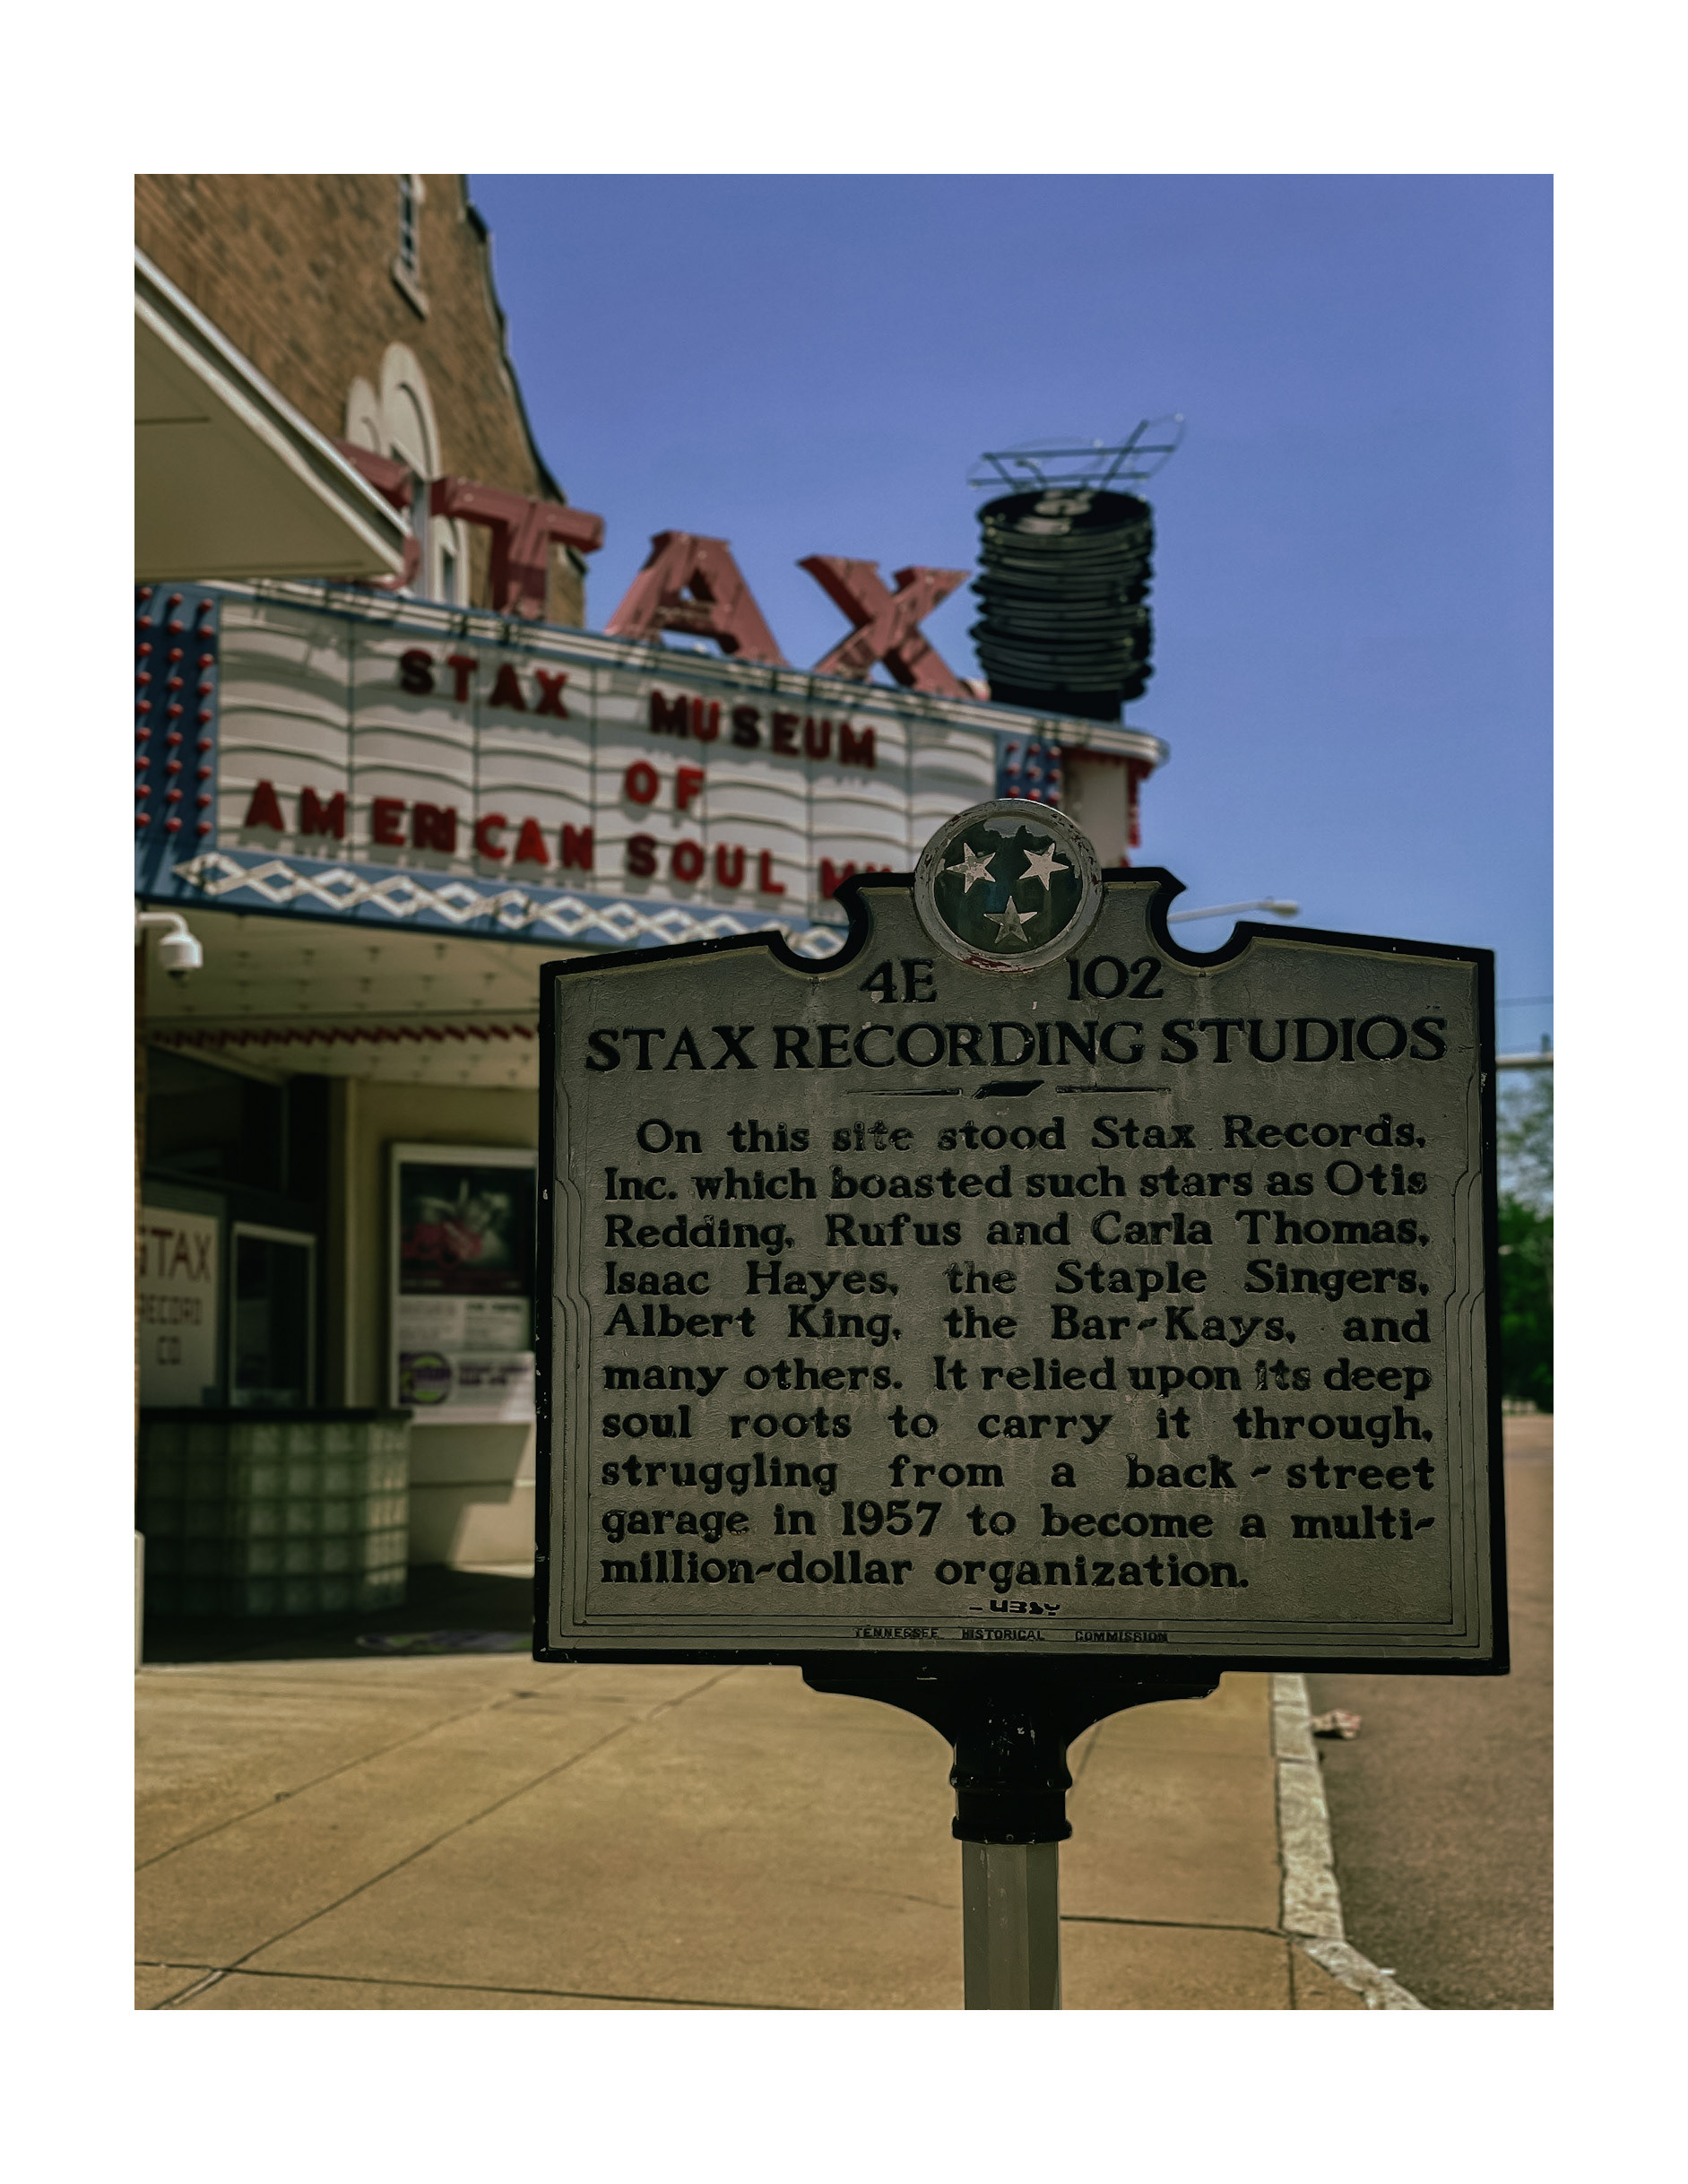 STAX
STAX MUSEUM
OF
AMERICAN SOUL
4E 102
STAX RECORDING STUDIOS
On this site stood Stax Records,
Inc. which boasted such stars as Otis
Redding, Rufus and Carla Thomas,
Isaac Hayes, the Staple Singers,
Albert King, the Bar-Kays, and
many others. It relied upon its deep
soul roots to carry it through,
struggling from a back-street
garage in 1957 to become a multi-
million-dollar organization.
TENNESSEE HISTORICAL COMMISSION
STAX
RECORD
CO